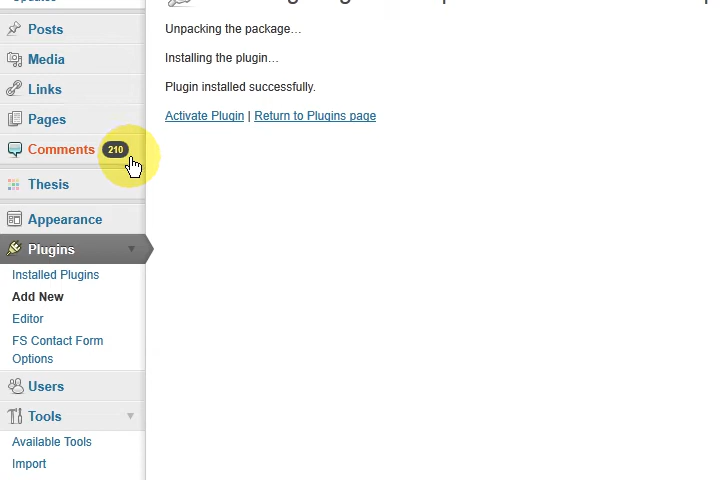 Posts
Media
Links
Pages
Comments 210
Thesis
Appearance
Plugins
Installed Plugins
Add New
Editor
FS Contact Form
Options
Users
Tools
Available Tools
Import
Unpacking the package…
Installing the plugin…
Plugin installed successfully.
Activate Plugin | Return to Plugins page